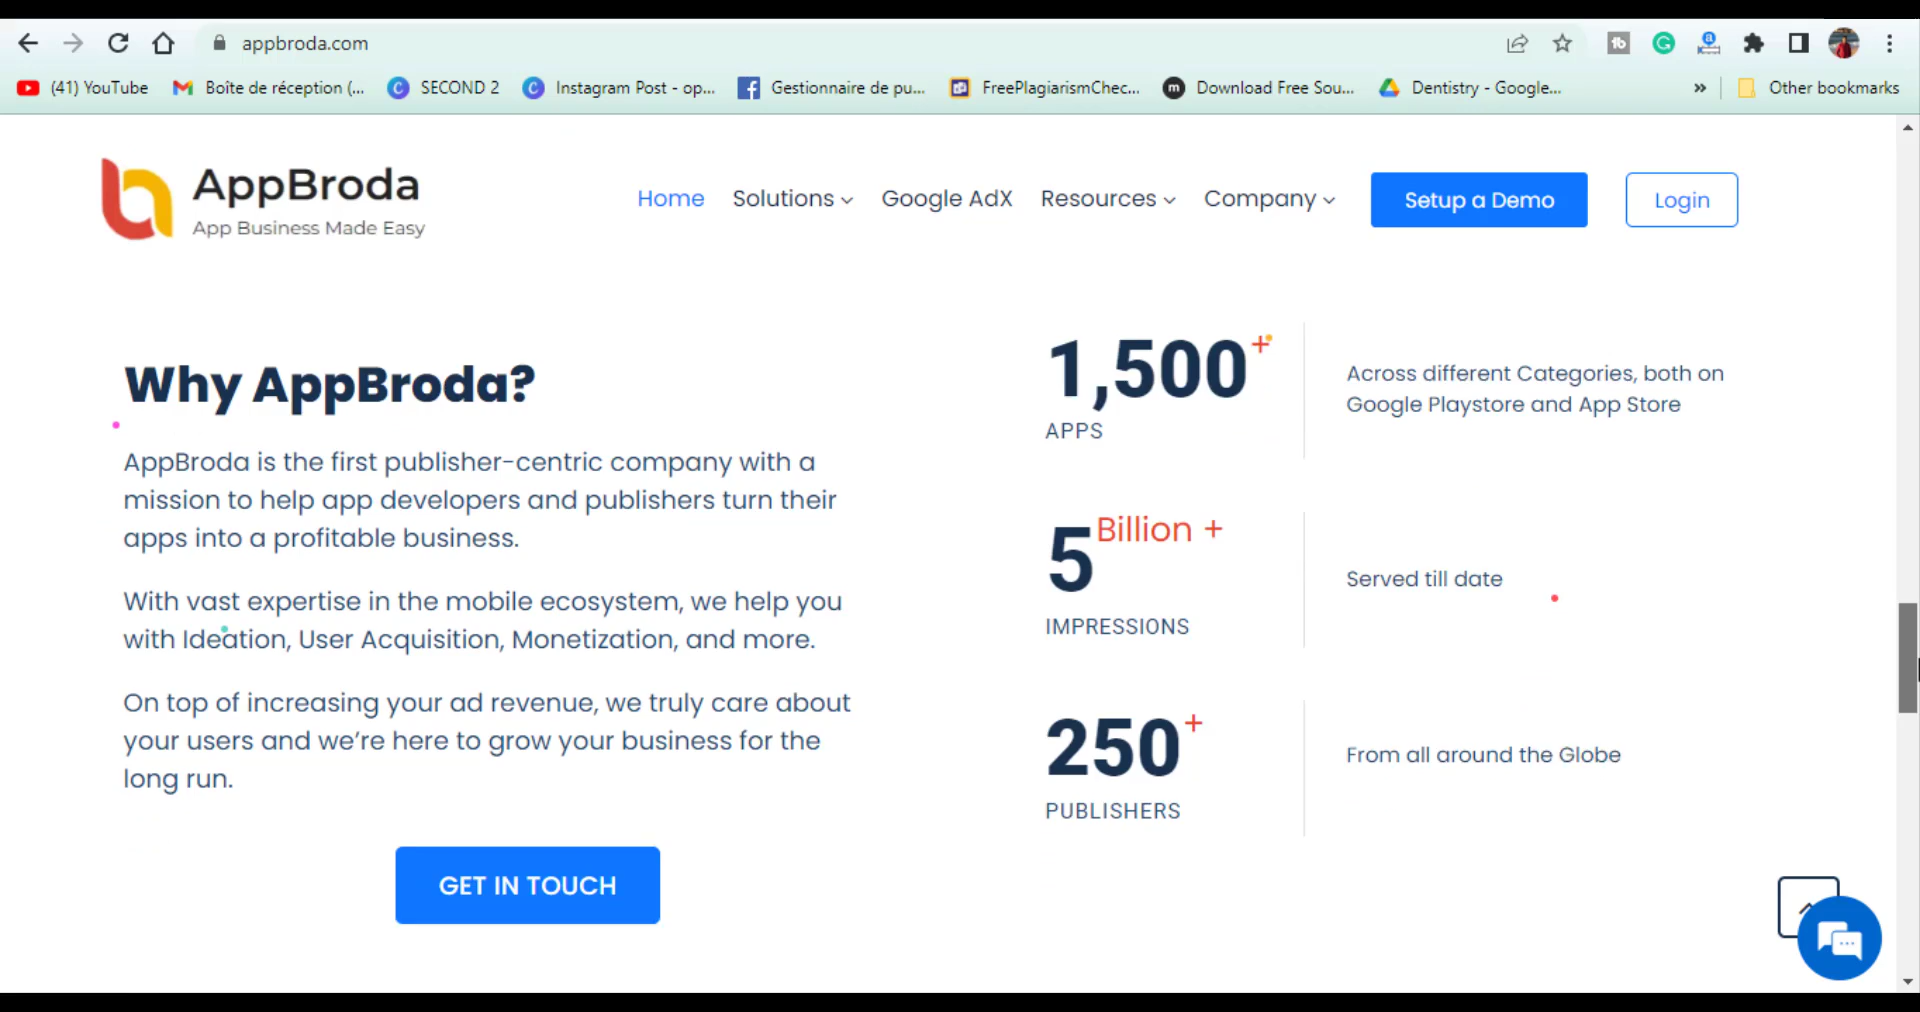 appbroda.com
(41) YouTube
Boîte de réception (...
SECOND 2
Instagram Post - op...
Gestionnaire de pu...
FreePlagiarismChec...
Download Free Sou...
Dentistry - Google...
»
Other bookmarks
AppBroda
App Business Made Easy
Home
Solutions
Google AdX
Resources
Company
Setup a Demo
Login
Why AppBroda?
AppBroda is the first publisher-centric company with a
mission to help app developers and publishers turn their
apps into a profitable business.
With vast expertise in the mobile ecosystem, we help you
with Ideation, User Acquisition, Monetization, and more.
On top of increasing your ad revenue, we truly care about
your users and we're here to grow your business for the
long run.
GET IN TOUCH
1,500+
APPS
Across different Categories, both on
Google Playstore and App Store
5 Billion +
IMPRESSIONS
Served till date
250+
PUBLISHERS
From all around the Globe